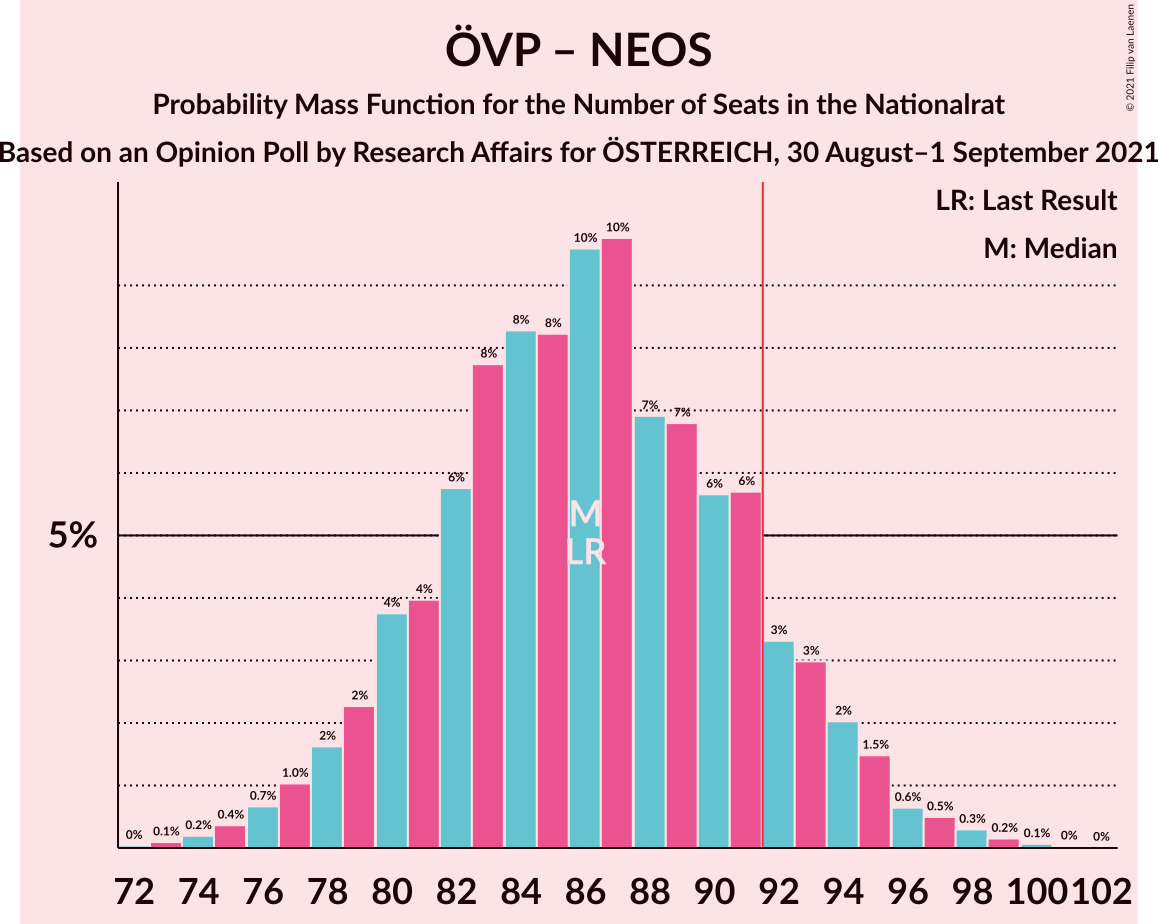 ÖVP – NEOS
Probability Mass Function for the Number of Seats in the Nationalrat
Based on an Opinion Poll by Research Affairs for ÖSTERREICH, 30 August–1 September 2021
© 2021 Filip van Laenen
LR: Last Result
M: Median
5%
0% 0.1% 0.2% 0.4% 0.7% 1.0% 2% 2% 4% 4% 6% 8% 8% 8% 10% 10% 7% 7% 6% 6% 3% 3% 2% 1.5% 0.6% 0.5% 0.3% 0.2% 0.1% 0% 0%
M
LR
72 74 76 78 80 82 84 86 88 90 92 94 96 98 100 102